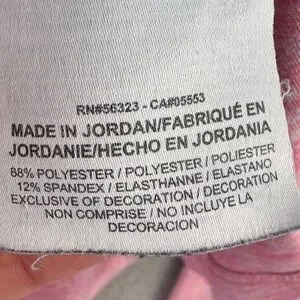 RN#56323 - CA#05553
MADE IN JORDAN/FABRIQUÉ EN
JORDANIE/HECHO EN JORDANIA
88% POLYESTER / POLYESTER / POLIESTER
12% SPANDEX / ELASTHANNE / ELASTANO
EXCLUSIVE OF DECORATION / DECORATION
NON COMPRISE / NO INCLUYE LA
DECORACION